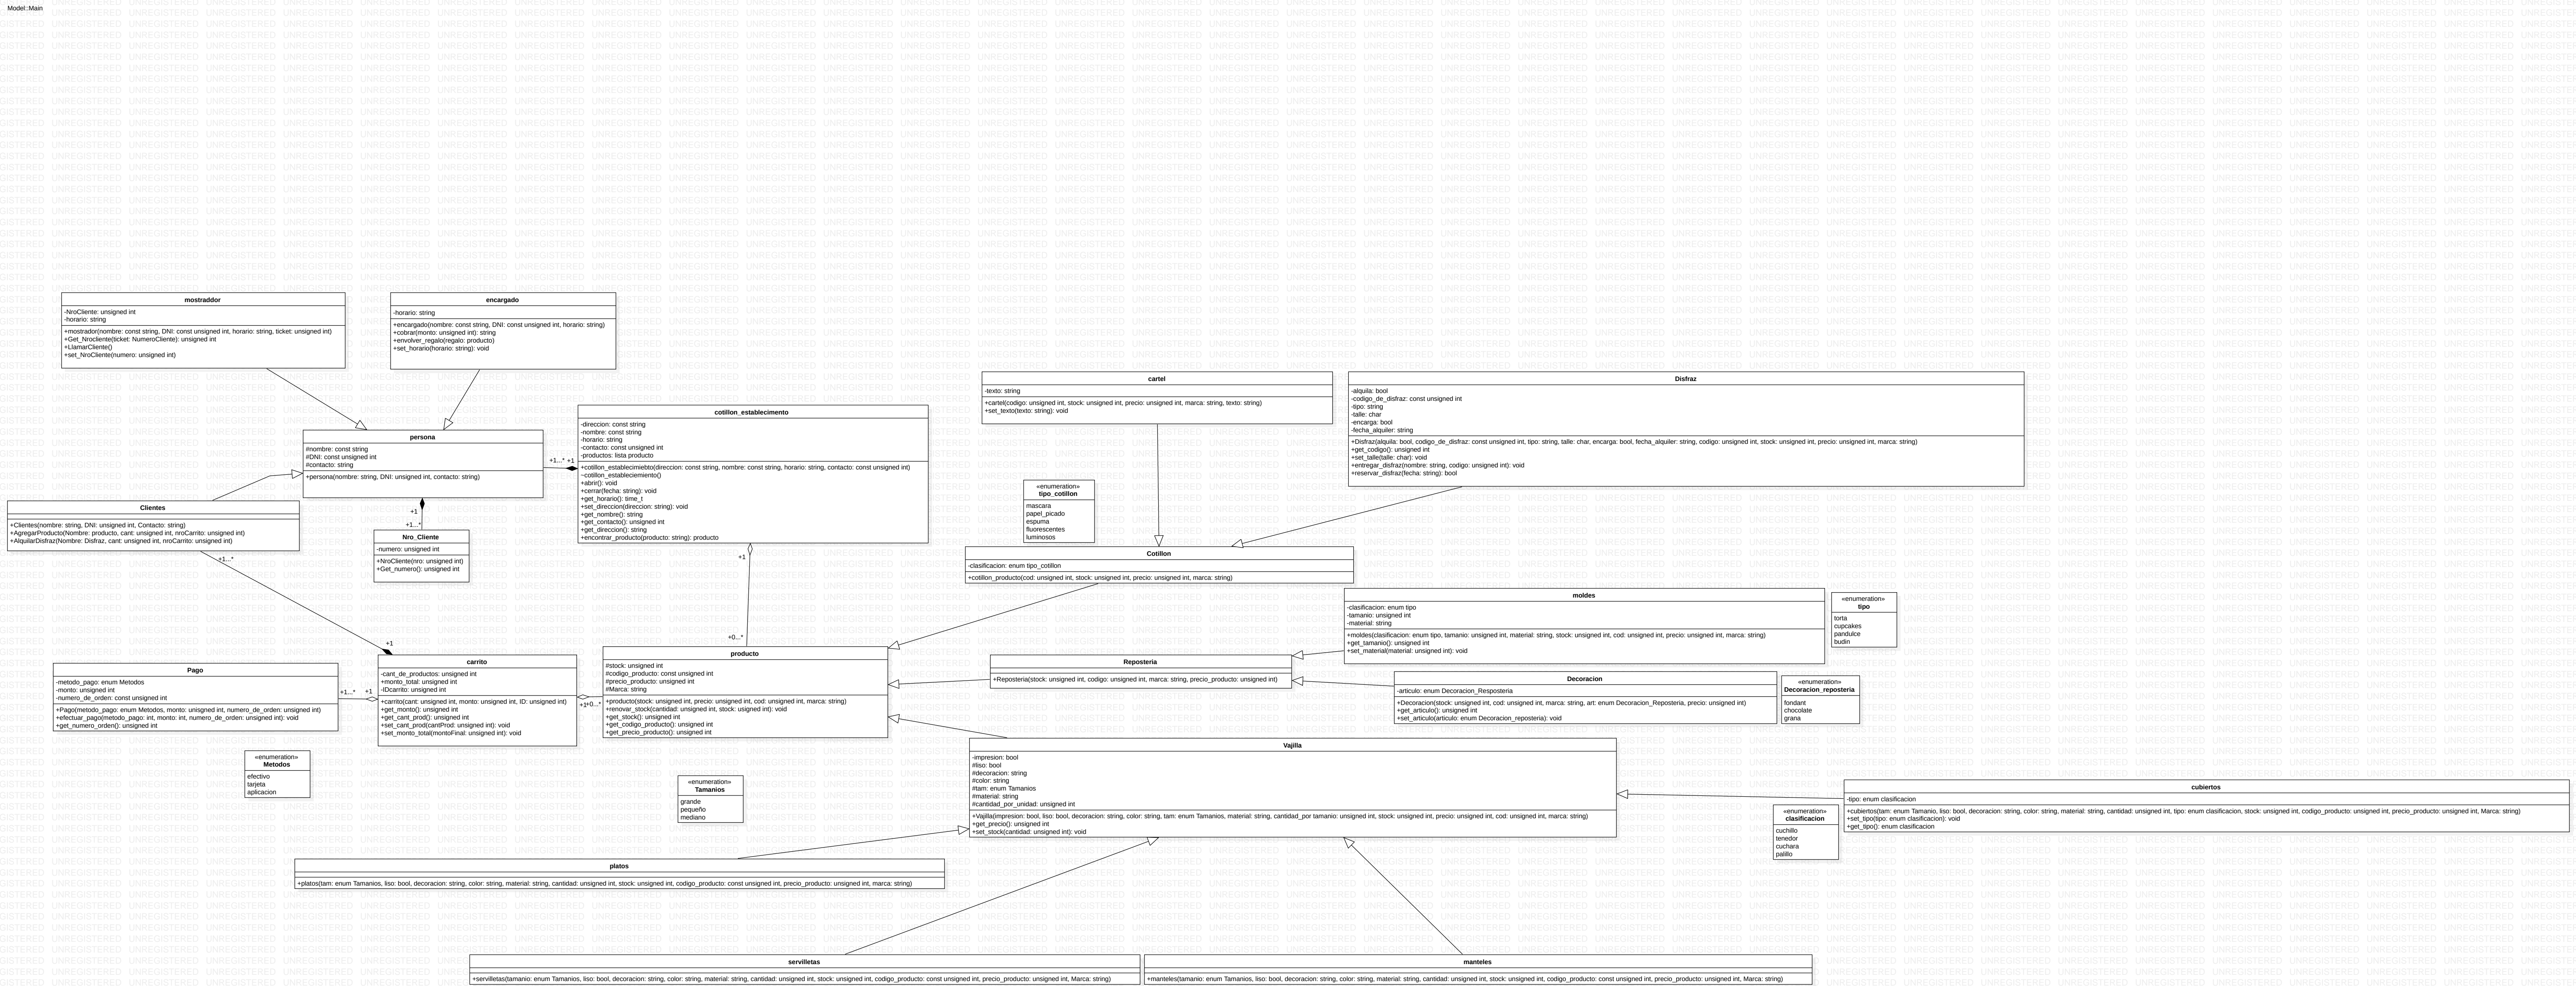 Model::Main
mostraddor
-NroCliente: unsigned int
-horario: string
+mostrador(nombre: const string, DNI: const unsigned int, horario: string, ticket: unsigned int)
+Get_Nrocliente(ticket: NumeroCliente): unsigned int
+LlamarCliente()
+set_NroCliente(numero: unsigned int)
encargado
-horario: string
+encargado(nombre: const string, DNI: const unsigned int, horario: string)
+cobrar(monto: unsigned int): string
+envolver_regalo(regalo: producto)
+set_horario(horario: string): void
persona
#nombre: const string
#DNI: const unsigned int
#contacto: string
+persona(nombre: string, DNI: unsigned int, contacto: string)
+1...*
+1
cotillon_establecimento
-direccion: const string
-nombre: const string
-horario: string
-contacto: const unsigned int
-productos: lista producto
+cotillon_establecimiebto(direccion: const string, nombre: const string, horario: string, contacto: const unsigned int)
~cotillon_establecimiemto()
+abrir(): void
+cerrar(fecha: string): void
+get_horario(): time_t
+set_direccion(direccion: string): void
+get_nombre(): string
+get_contacto(): unsigned int
+get_direccion(): string
+encontrar_producto(producto: string): producto
cartel
-texto: string
+cartel(codigo: unsigned int, stock: unsigned int, precio: unsigned int, marca: string, texto: string)
+set_texto(texto: string): void
Disfraz
-alquila: bool
-codigo_de_disfraz: const unsigned int
-tipo: string
-talle: char
-encarga: bool
-fecha_alquiler: string
+Disfraz(alquila: bool, codigo_de_disfraz: const unsigned int, tipo: string, talle: char, encarga: bool, fecha_alquiler: string, codigo: unsigned int, stock: unsigned int, precio: unsigned int, marca: string)
+get_codigo(): unsigned int
+set_talle(talle: char): void
+entregar_disfraz(nombre: string, codigo: unsigned int): void
+reservar_disfraz(fecha: string): bool
Clientes
+Clientes(nombre: string, DNI: unsigned int, Contacto: string)
+AgregarProducto(Nombre: producto, cant: unsigned int, nroCarrito: unsigned int)
+AlquilarDisfraz(Nombre: Disfraz, cant: unsigned int, nroCarrito: unsigned int)
+1
+1...*
Nro_Cliente
-numero: unsigned int
+NroCliente(nro: unsigned int)
+Get_numero(): unsigned int
«enumeration»
tipo_cotillon
mascara
papel_picado
espuma
fluorescentes
luminosos
Cotillon
-clasificacion: enum tipo_cotillon
+cotillon_producto(cod: unsigned int, stock: unsigned int, precio: unsigned int, marca: string)
+1...*
+1
+1
+0...*
moldes
-clasificacion: enum tipo
-tamanio: unsigned int
-material: string
+moldes(clasificacion: enum tipo, tamanio: unsigned int, material: string, stock: unsigned int, cod: unsigned int, precio: unsigned int, marca: string)
+get_tamanio(): unsigned int
+set_material(material: unsigned int): void
«enumeration»
tipo
torta
cupcakes
pandulce
budin
Pago
-metodo_pago: enum Metodos
-monto: unsigned int
-numero_de_orden: const unsigned int
+Pago(metodo_pago: enum Metodos, monto: unisgned int, numero_de_orden: unsigned int)
+efectuar_pago(metodo_pago: int, monto: int, numero_de_orden: unsigned int): void
+get_numero_orden(): unsigned int
+1...*
+1
carrito
-cant_de_productos: unsigned int
+monto_total: unsigned int
-IDcarrito: unsigned int
+carrito(cant: unsigned int, monto: unsigned int, ID: unsigned int)
+get_monto(): unsigned int
+get_cant_prod(): unsigned int
+set_cant_prod(cantProd: unsigned int): void
+set_monto_total(montoFinal: unsigned int): void
+1
+0...*
producto
#stock: unsigned int
#codigo_producto: const unsigned int
#precio_producto: unsigned int
#Marca: string
+producto(stock: unsigned int, precio: unsigned int, cod: unsigned int, marca: string)
+renovar_stock(cantidad: unsigned int, stock: unsigned int): void
+get_stock(): unsigned int
+get_codigo_producto(): unsigned int
+get_precio_producto(): unsigned int
Reposteria
+Reposteria(stock: unsigned int, codigo: unsigned int, marca: string, precio_producto: unsigned int)
Decoracion
-articulo: enum Decoracion_Resposteria
+Decoracion(stock: unsigned int, cod: unsigned int, marca: string, art: enum Decoracion_Reposteria, precio: unsigned int)
+get_articulo(): unsigned int
+set_articulo(articulo: enum Decoracion_reposteria): void
«enumeration»
Decoracion_reposteria
fondant
chocolate
grana
«enumeration»
Metodos
efectivo
tarjeta
aplicacion
«enumeration»
Tamanios
grande
pequeño
mediano
Vajilla
-impresion: bool
#liso: bool
#decoracion: string
#color: string
#tam: enum Tamanios
#material: string
#cantidad_por_unidad: unsigned int
+Vajilla(impresion: bool, liso: bool, decoracion: string, color: string, tam: enum Tamanios, material: string, cantidad_por tamanio: unsigned int, stock: unsigned int, precio: unsigned int, cod: unsigned int, marca: string)
+get_precio(): unsigned int
+set_stock(cantidad: unsigned int): void
cubiertos
-tipo: enum clasificacion
+cubiertos(tam: enum Tamanio, liso: bool, decoracion: string, color: string, material: string, cantidad: unsigned int, tipo: enum clasificacion, stock: unsigned int, codigo_producto: unsigned int, precio_producto: unsigned int, Marca: string)
+set_tipo(tipo: enum clasificacion): void
+get_tipo(): enum clasificacion
«enumeration»
clasificacion
cuchillo
tenedor
cuchara
palillo
platos
+platos(tam: enum Tamanios, liso: bool, decoracion: string, color: string, material: string, cantidad: unsigned int, stock: unsigned int, codigo_producto: const unsigned int, precio_producto: unsigned int, marca: string)
servilletas
+servilletas(tamanio: enum Tamanios, liso: bool, decoracion: string, color: string, material: string, cantidad: unsigned int, stock: unsigned int, codigo_producto: const unsigned int, precio_producto: unsigned int, Marca: string)
manteles
+manteles(tamanio: enum Tamanios, liso: bool, decoracion: string, color: string, material: string, cantidad: unsigned int, stock: unsigned int, codigo_producto: const unsigned int, precio_producto: unsigned int, Marca: string)